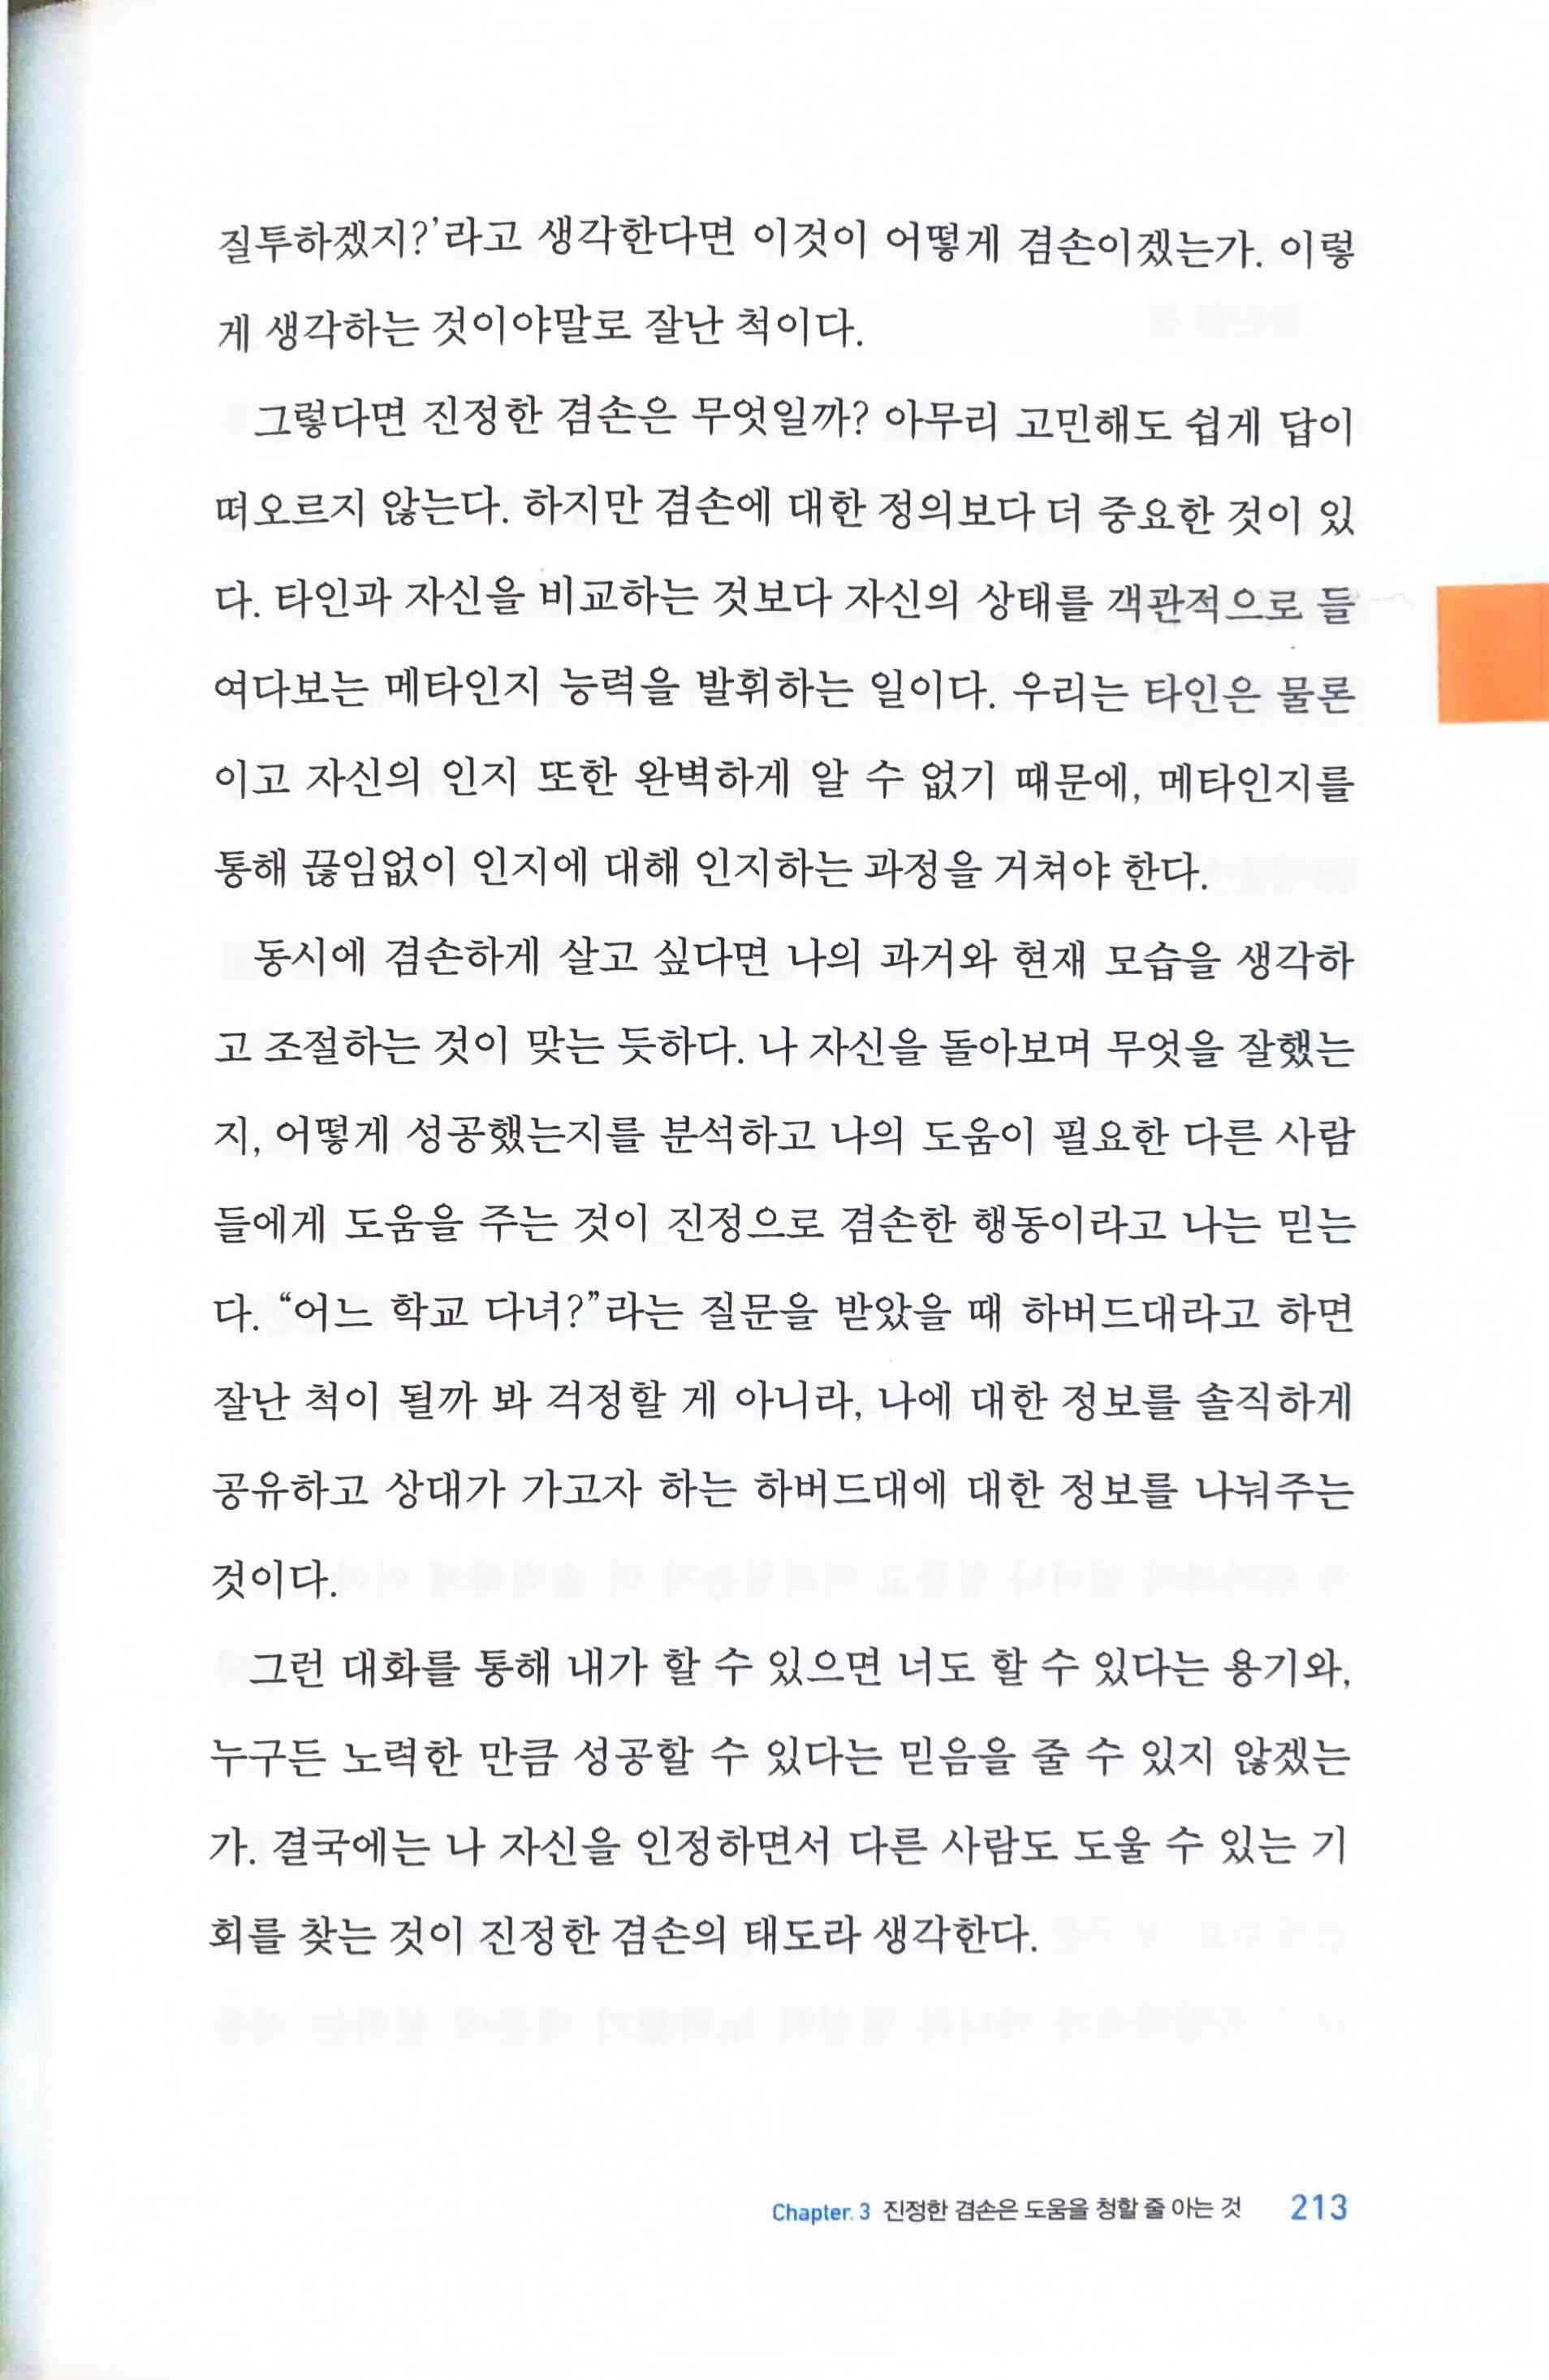 질투하겠지?’라고 생각한다면 이것이 어떻게 겸손이겠는가. 이렇
게 생각하는 것이야말로 잘난 척이다.
그렇다면 진정한 겸손은 무엇일까? 아무리 고민해도 쉽게 답이
떠오르지 않는다. 하지만 겸손에 대한 정의보다 더 중요한 것이 있
다. 타인과 자신을 비교하는 것보다 자신의 상태를 객관적으로 들
여다보는 메타인지 능력을 발휘하는 일이다. 우리는 타인은 물론
이고 자신의 인지 또한 완벽하게 알 수 없기 때문에, 메타인지를
통해 끊임없이 인지에 대해 인지하는 과정을 거쳐야 한다.
동시에 겸손하게 살고 싶다면 나의 과거와 현재 모습을 생각하
고 조절하는 것이 맞는 듯하다. 나 자신을 돌아보며 무엇을 잘했는
지, 어떻게 성공했는지를 분석하고 나의 도움이 필요한 다른 사람
들에게 도움을 주는 것이 진정으로 겸손한 행동이라고 나는 믿는
다. “어느 학교 다녀?”라는 질문을 받았을 때 하버드대라고 하면
잘난 척이 될까 봐 걱정할 게 아니라, 나에 대한 정보를 솔직하게
공유하고 상대가 가고자 하는 하버드대에 대한 정보를 나눠주는
것이다.
그런 대화를 통해 내가 할 수 있으면 너도 할 수 있다는 용기와,
누구든 노력한 만큼 성공할 수 있다는 믿음을 줄 수 있지 않겠는
가. 결국에는 나 자신을 인정하면서 다른 사람도 도울 수 있는 기
회를 찾는 것이 진정한 겸손의 태도라 생각한다.
Chapter. 3 진정한 겸손은 도움을 청할 줄 아는 것 213